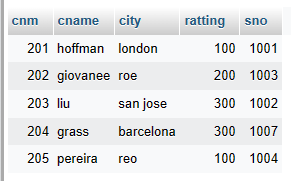 cnm cname city ratting sno
201 hoffman london 100 1001
202 giovanee roe 200 1003
203 liu san jose 300 1002
204 grass barcelona 300 1007
205 pereira reo 100 1004